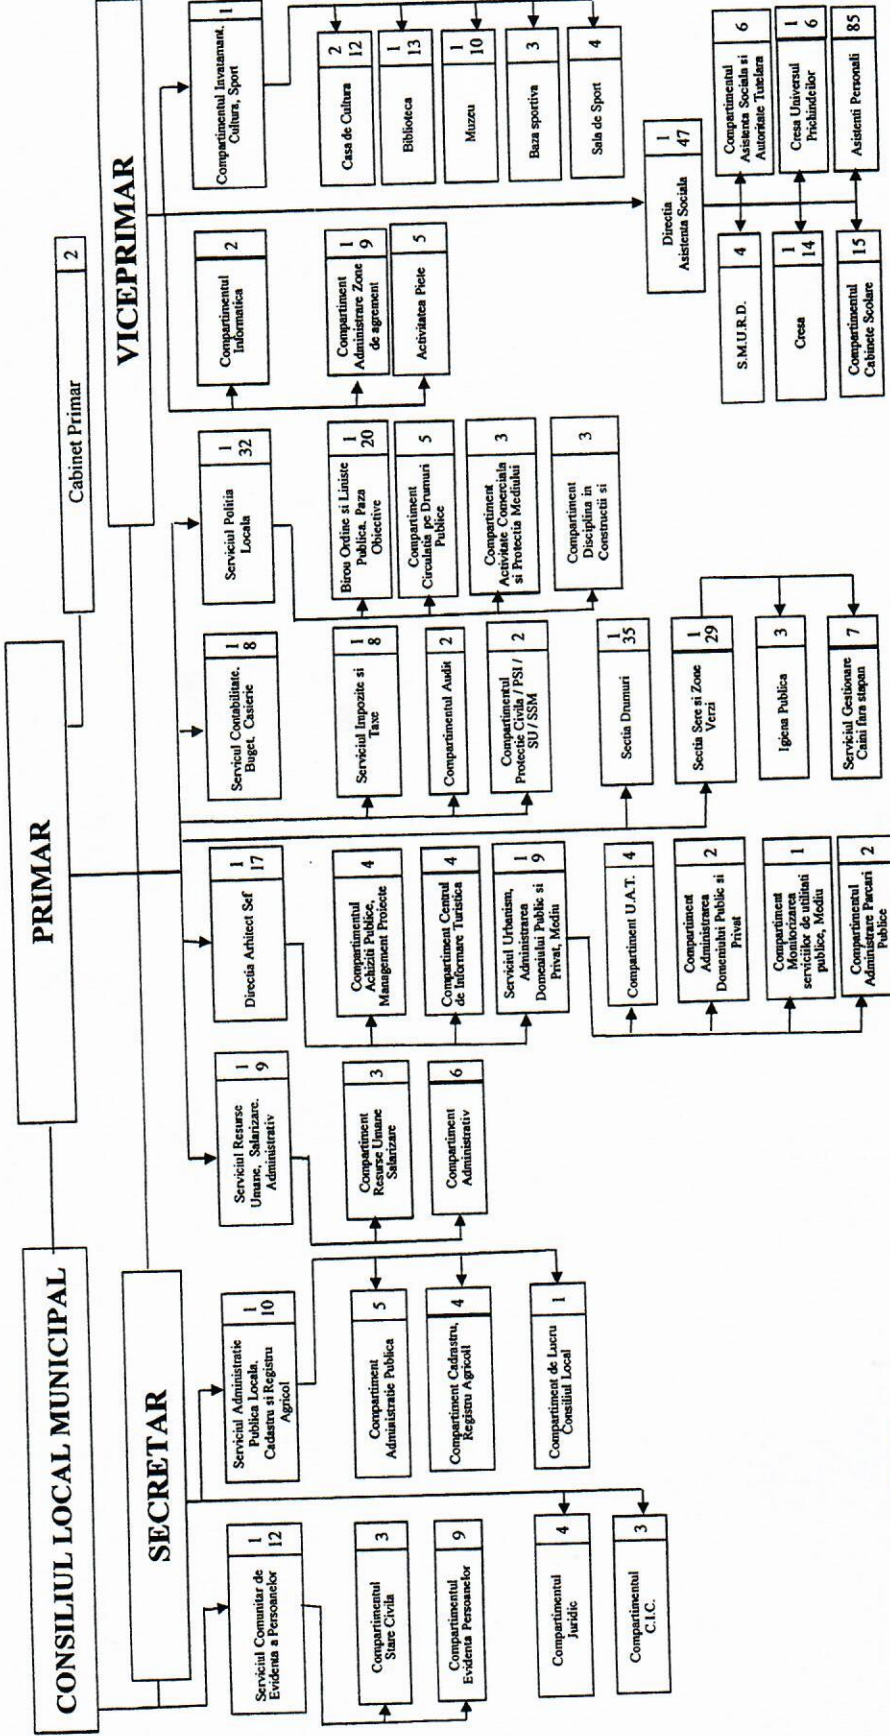 CONSILIUL LOCAL MUNICIPAL
PRIMAR
Cabinet Primar
2
SECRETAR
VICEPRIMAR
Serviciul Comunitar de
Evidenta a Persoanelor
1
12
Compartimentul
Stare Civila
3
Compartimentul
Evidenta Persoanelor
9
Compartimentul
Juridic
4
Compartimentul
C.I.C.
3
Serviciul Administratie
Publica Locala,
Cadastru si Registru
Agricol
1
10
Compartiment
Administratie Publica
5
Compartiment Cadrastru,
Registru Agricoll
4
Compartiment de Lucru
Consiliul Local
1
Serviciul Resurse
Umane, Salarizare,
Administrativ
1
9
Compartiment
Resurse Umane
Salarizare
3
Compartiment
Administrativ
6
Directia Arhitect Sef
1
17
Compartimentul
Achizitii Publice,
Management Proiecte
4
Compartiment Centrul
de Informare Turistica
4
Serviciul Urbanism,
Administrarea
Domeniului Public si
Privat, Mediu
1
9
Compartiment U.A.T.
4
Compartiment
Administrarea
Domeniului Public si
Privat
2
Compartiment
Monitorizarea
serviciilor de utilitati
publice, Mediu
1
Compartimentul
Administrare Parcari
Publice
2
Serviciul Contabilitate.
Buget, Casierie
1
8
Serviciul Impozite si
Taxe
1
8
Compartimentul Audit
2
Compartimentul
Protectie Civila / PSI /
SU / SSM
2
Sectia Drumuri
1
35
Sectia Sere si Zone
Verzi
1
29
Igiena Publica
3
Serviciul Gestionare
Caini fara stapan
7
Serviciul Politia
Locala
1
32
Birou Ordine si Liniste
Publica, Paza
Obiective
1
20
Compartiment
Circulatia pe Drumuri
Publice
5
Compartiment
Activitate Comerciala
si Protectia Mediului
3
Compartiment
Disciplina in
Constructii si
3
Compartimentul
Informatica
2
Compartiment
Administrare Zone
de agrement
1
9
Activitatea Piete
5
Compartimentul Invatamant.
Cultura, Sport
1
Casa de Cultura
2
12
Biblioteca
1
13
Muzeu
1
10
Baza sportiva
3
Sala de Sport
4
Directia
Asistenta Sociala
1
47
S.M.U.R.D.
4
Compartimentul
Asistenta Sociala si
Autoritate Tutelara
6
Cresa
1
14
Cresa Universul
Prichindeilor
1
6
Compartimentul
Cabinete Scolare
15
Asistenti Personali
85